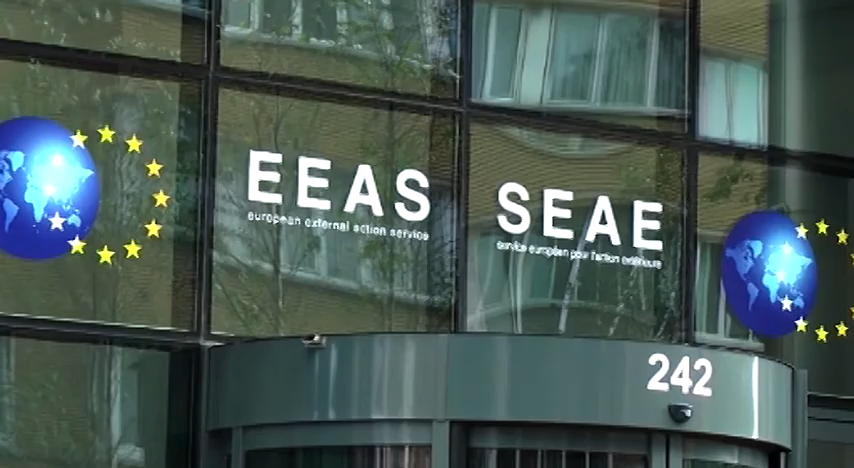 EEAS
european external action service
SEAE
service européen pour l'action extérieure
242